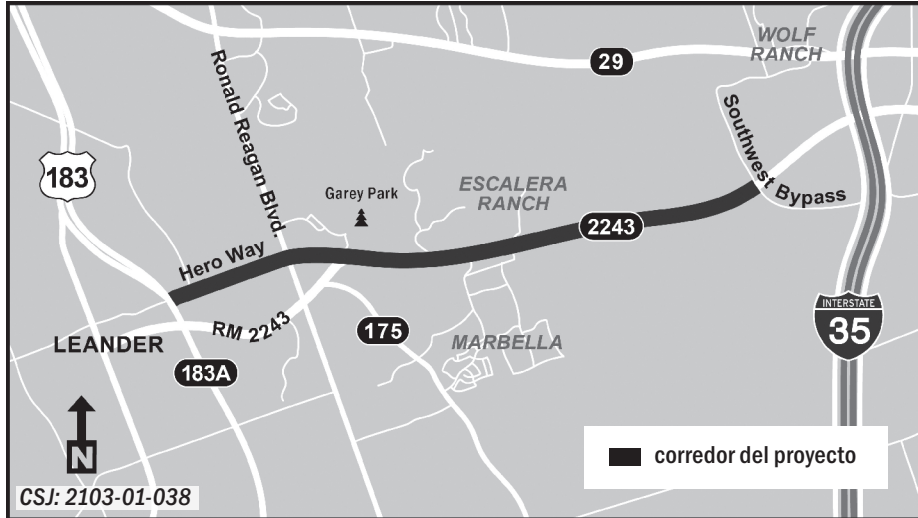 WOLF
RANCH
29
Ronald Reagan Blvd.
Southwest Bypass
183
Garey Park
ESCALERA
RANCH
2243
Hero Way
INTERSTATE
35
RM 2243
175
LEANDER
MARBELLA
183A
N
corredor del proyecto
CSJ: 2103-01-038